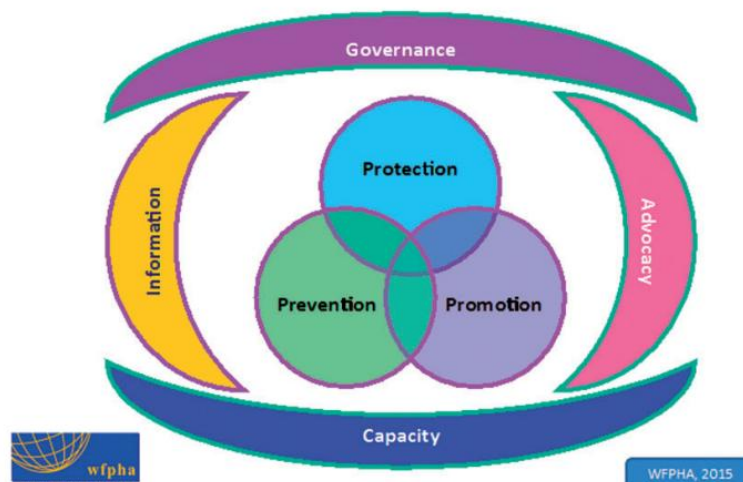 Governance
Information
Protection
Advocacy
Prevention
Promotion
Capacity
wfpha
WFPHA, 2015